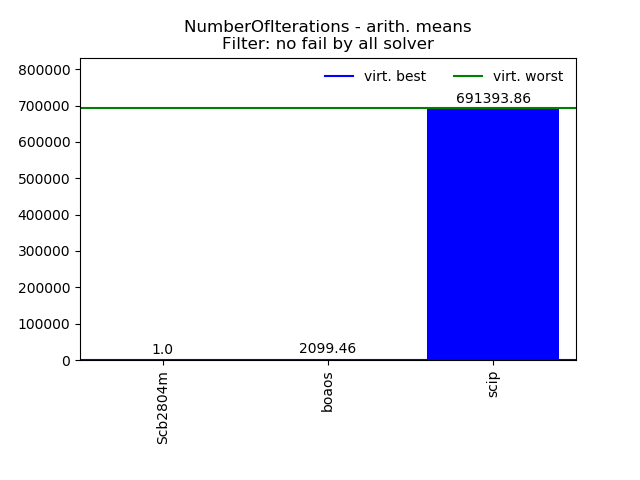 NumberOfIterations - arith. means
Filter: no fail by all solver
virt. best
virt. worst
800000
700000
600000
500000
400000
300000
200000
100000
0
1.0
2099.46
691393.86
Scb2804m
boaos
scip